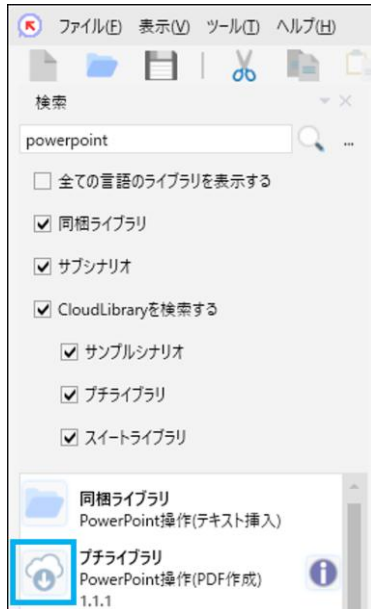 ファイル(F) 表示(V) ツール(T) ヘルプ(H)
検索
powerpoint
...
全ての言語のライブラリを表示する
同梱ライブラリ
サブシナリオ
CloudLibraryを検索する
サンプルシナリオ
プチライブラリ
スイートライブラリ
同梱ライブラリ
PowerPoint操作(テキスト挿入)
プチライブラリ
PowerPoint操作(PDF作成)
1.1.1